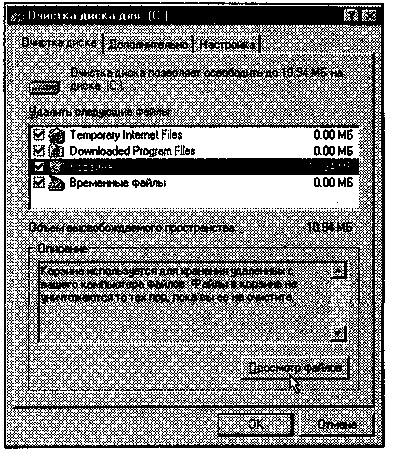 Очистка диска для (C:)
Очистка диска Дополнительно Настройка
Очистка диска позволяет освободить до 10.94 МБ на
диске (C:).
Удалить следующие файлы:
Temporary Internet Files 0.00 МБ
Downloaded Program Files 0.00 МБ
Временные файлы 0.00 МБ
Объем высвобождаемого пространства: 10.94 МБ
Описание
Корзина используется для хранения удаленных с
вашего компьютера файлов. Файлы в корзине не
уничтожаются до тех пор, пока вы ее не очистите.
Просмотр файлов
OK Отмена